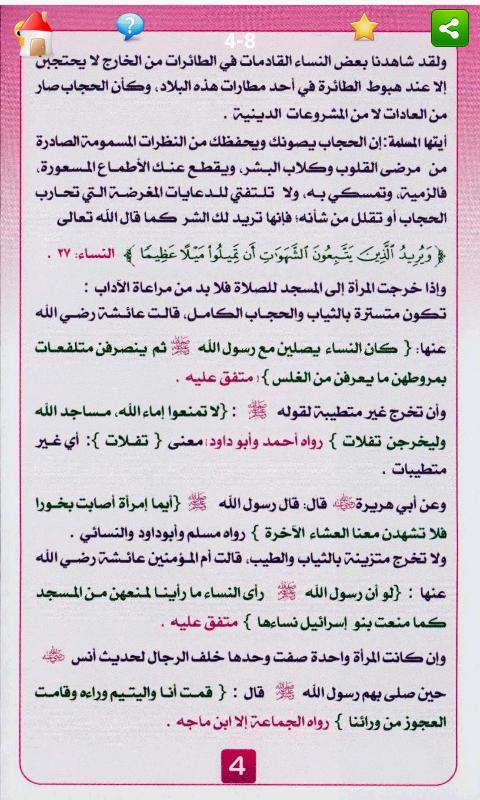 4-8
ولقد شاهدنا بعض النساء القادمات في الطائرات من الخارج لا يحتجبن
إلا عند هبوط الطائرة في أحد مطارات هذه البلاد، وكأن الحجاب صار
من العادات لا من المشروعات الدينية .
أيتها المسلمة: إن الحجاب يصونك ويحفظك من النظرات المسمومة الصادرة
من مرضى القلوب وكلاب البشر، ويقطع عنك الأطماع المسعورة،
فالزمية، وتمسكي به، ولا تلتفتي للدعايات المغرضة التي تحارب
الحجاب أو تقلل من شأنه؛ فإنها تريد لك الشر كما قال الله تعالى
﴿ وَيُرِيدُ ٱلَّذِينَ يَتَّبِعُونَ ٱلشَّهَوَٰتِ أَن تَمِيلُوا۟ مَيْلًا عَظِيمًا ﴾ النساء: ٢٧ .
وإذا خرجت المرأة إلى المسجد للصلاة فلا بد من مراعاة الآداب :
تكون متسترة بالثياب والحجاب الكامل، قالت عائشة رضي الله
عنها: { كان النساء يصلين مع رسول الله ﷺ ثم ينصرفن متلفعات
بمروطهن ما يعرفن من الغلس } متفق عليه .
وأن تخرج غير متطيبة لقوله ﷺ : {لا تمنعوا إماء الله، مساجد الله
وليخرجن تفلات } رواه أحمد وأبو داود، معنى { تفلات }: أي غير
متطيبات .
وعن أبي هريرة قال: قال رسول الله ﷺ {أيما إمرأة أصابت بخورا
فلا تشهدن معنا العشاء الآخرة } رواه مسلم وأبوداود والنسائي .
ولا تخرج متزينة بالثياب والطيب، قالت أم المؤمنين عائشة رضي الله
عنها : {لو أن رسول الله ﷺ رأى النساء ما رأينا لمنعهن من المسجد
كما منعت بنو إسرائيل نساءها } متفق عليه .
وإن كانت المرأة واحدة صفت وحدها خلف الرجال لحديث أنس
حين صلى بهم رسول الله ﷺ قال : { قمت أنا واليتيم وراءه وقامت
العجوز من ورائنا } رواه الجماعة إلا ابن ماجه .
4